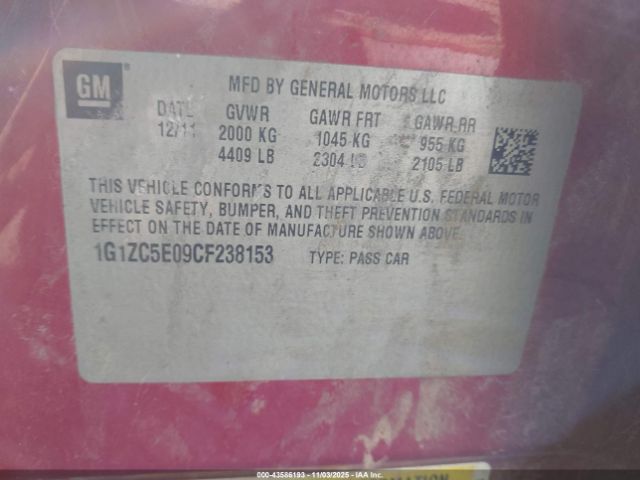 GM
MFD BY GENERAL MOTORS LLC
DATE GVWR GAWR FRT GAWR RR
12/11 2000 KG 1045 KG 955 KG
4409 LB 2304 LB 2105 LB
THIS VEHICLE CONFORMS TO ALL APPLICABLE U.S. FEDERAL MOTOR
VEHICLE SAFETY, BUMPER, AND THEFT PREVENTION STANDARDS IN
EFFECT ON THE DATE OF MANUFACTURE SHOWN ABOVE.
1G1ZC5E09CF238153 TYPE: PASS CAR
00-43586193 - 11/03/2025 - IAA Inc.